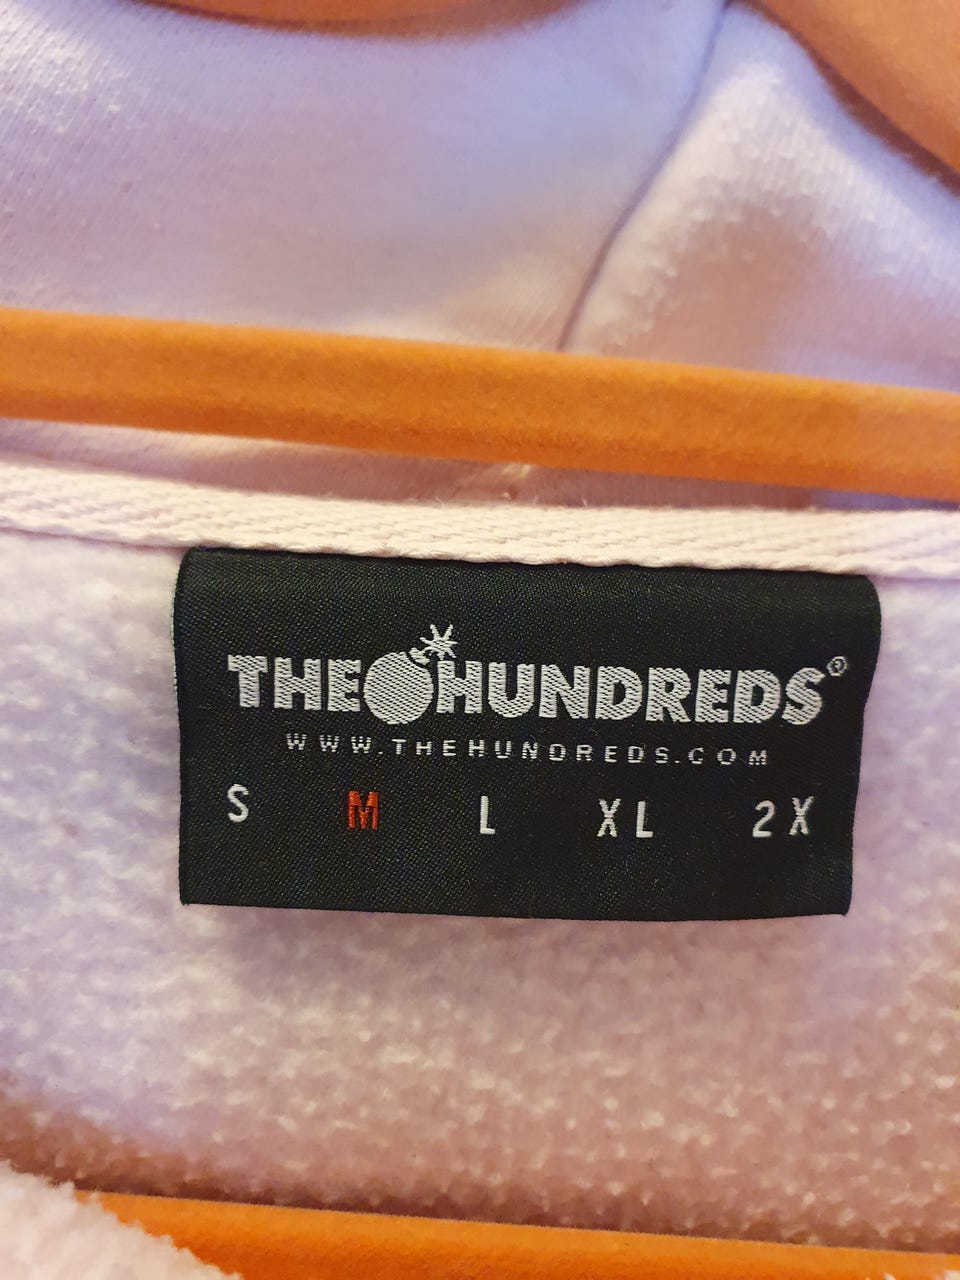 THE HUNDREDS®
WWW.THEHUNDREDS.COM
S M L XL 2X